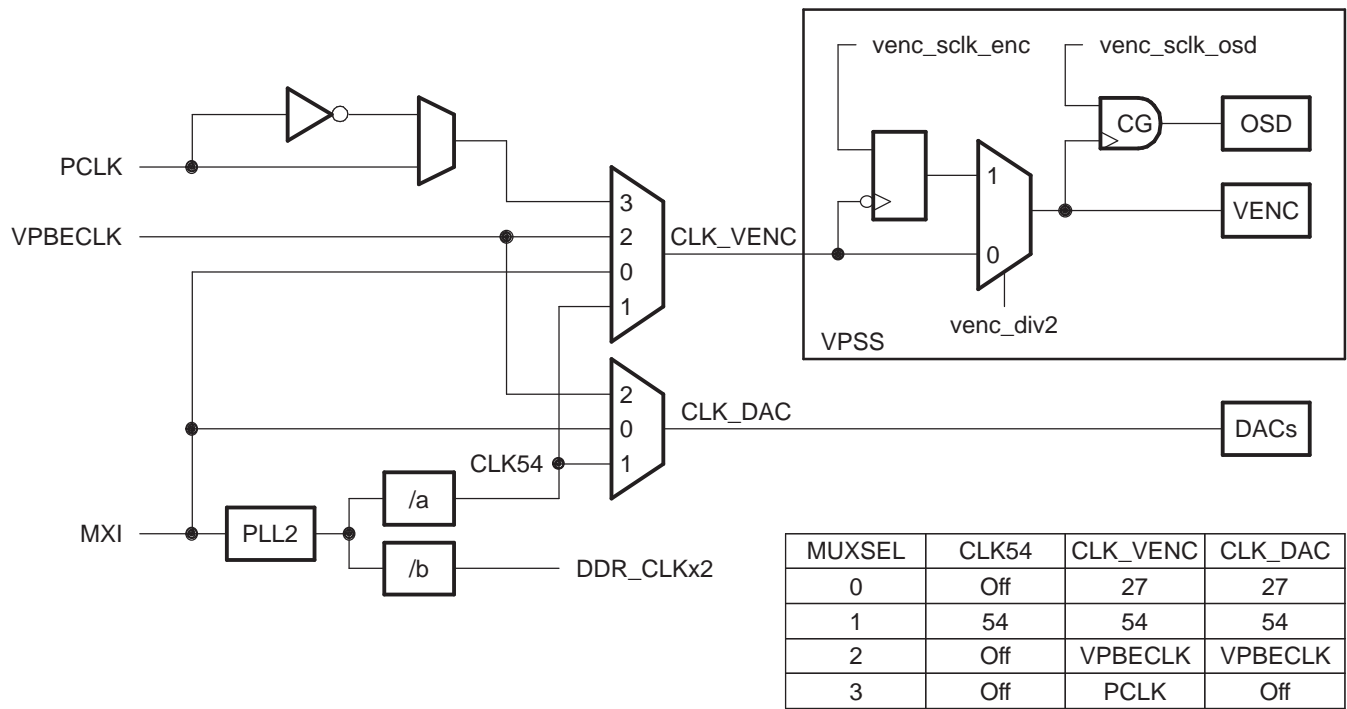 venc_sclk_enc
venc_sclk_osd
CG
OSD
PCLK
1
3
VENC
VPBECLK
2
CLK_VENC
0
0
1
venc_div2
VPSS
2
CLK_DAC
0
DACs
CLK54
1
/a
MXI
PLL2
/b
DDR_CLKx2
MUXSEL CLK54 CLK_VENC CLK_DAC
0 Off 27 27
1 54 54 54
2 Off VPBECLK VPBECLK
3 Off PCLK Off